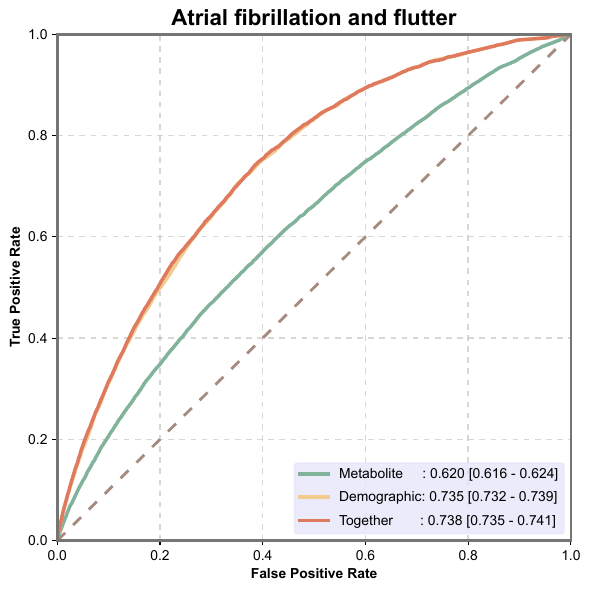 Atrial fibrillation and flutter
1.0
0.8
0.6
0.4
0.2
0.0
True Positive Rate
Metabolite : 0.620 [0.616 - 0.624]
Demographic: 0.735 [0.732 - 0.739]
Together : 0.738 [0.735 - 0.741]
0.0 0.2 0.4 0.6 0.8 1.0
False Positive Rate